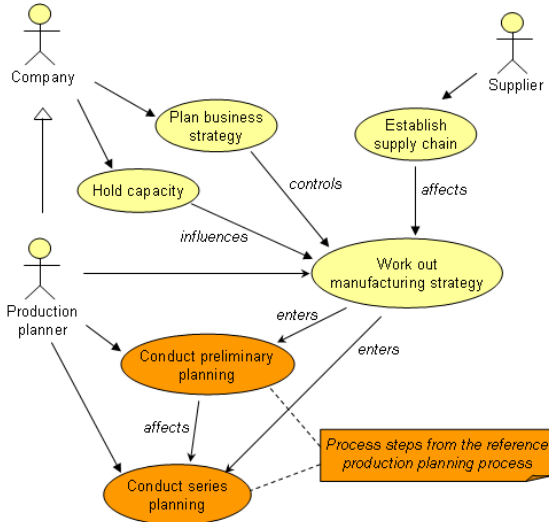 Company
Supplier
Plan business
strategy
Establish
supply chain
Hold capacity
controls
affects
influences
Work out
manufacturing strategy
Production
planner
enters
enters
Conduct preliminary
planning
affects
Process steps from the reference
production planning process
Conduct series
planning